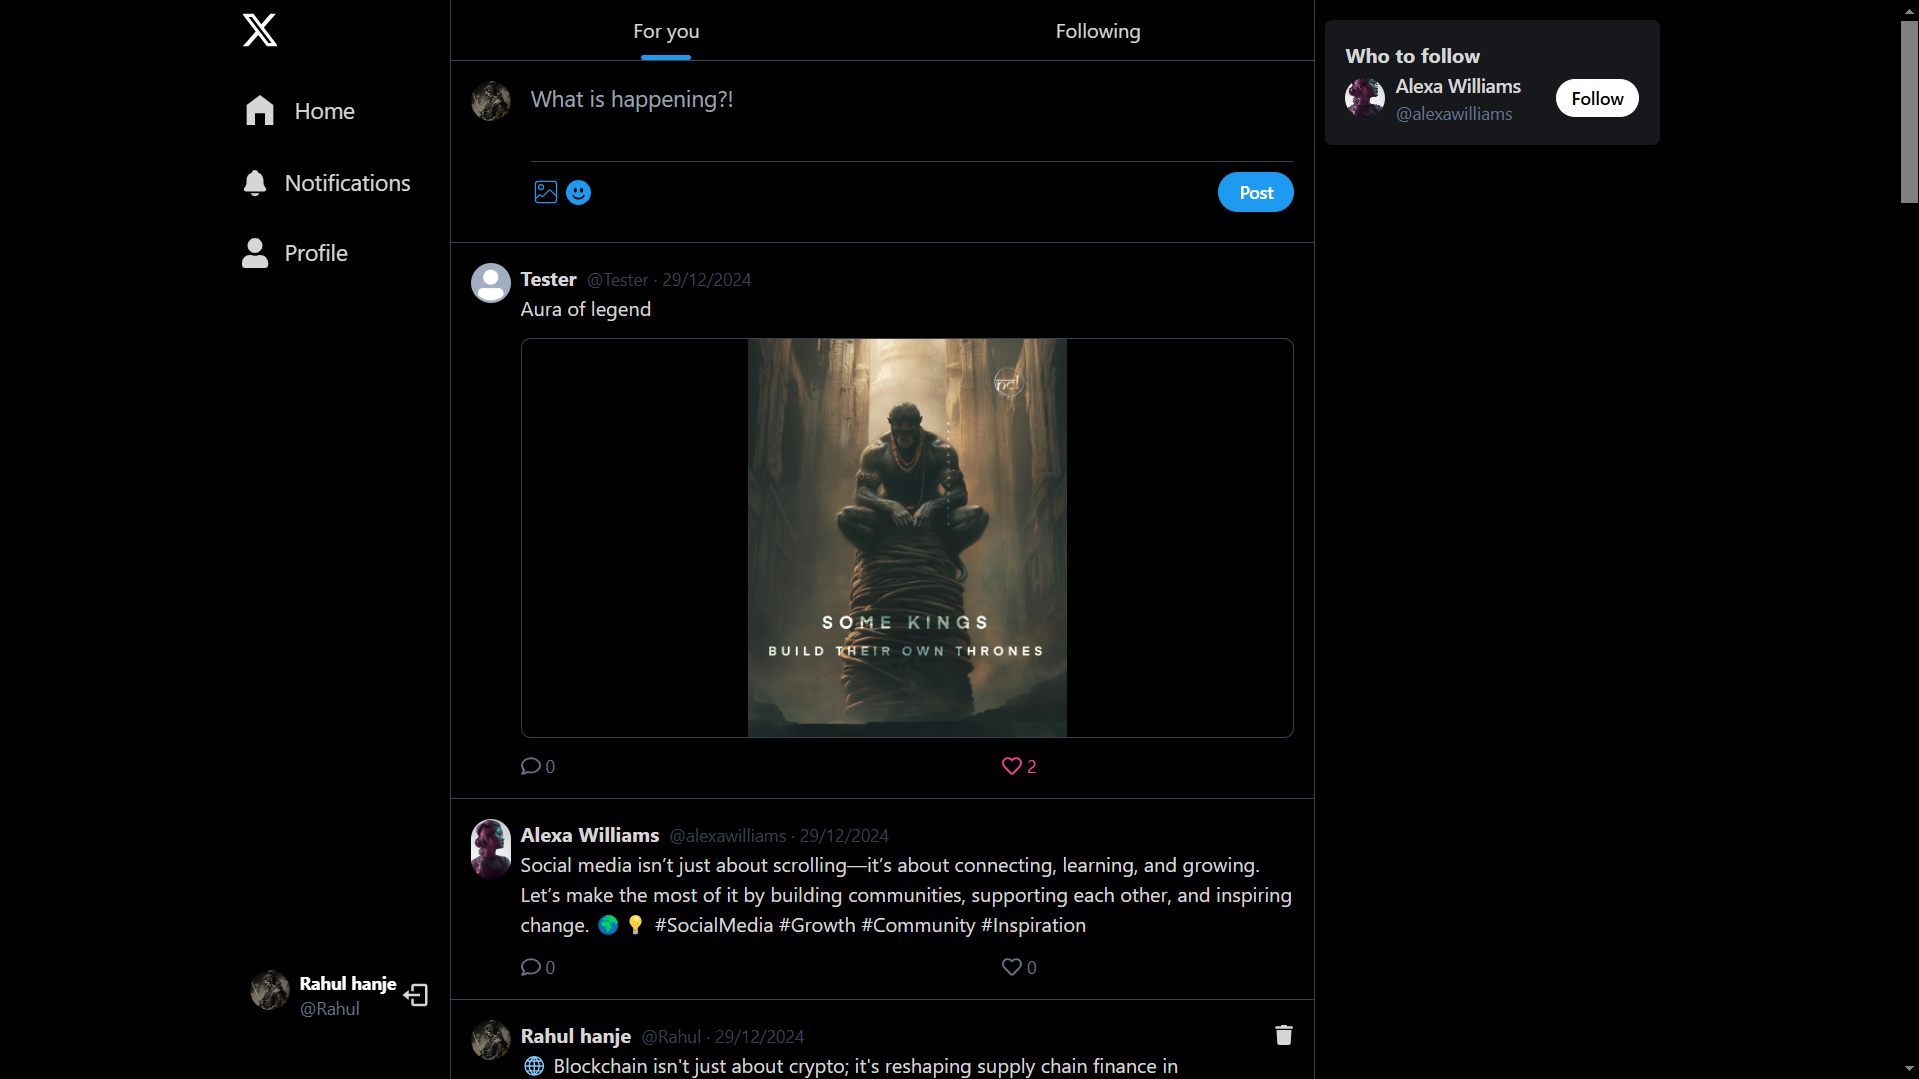 For you
Following
Home
Notifications
Profile
What is happening?!
Post
Who to follow
Alexa Williams
@alexawilliams
Follow
Tester @Tester · 29/12/2024
Aura of legend
nc!
SOME KINGS
BUILD THEIR OWN THRONES
0
2
Alexa Williams @alexawilliams · 29/12/2024
Social media isn’t just about scrolling—it’s about connecting, learning, and growing.
Let’s make the most of it by building communities, supporting each other, and inspiring
change. 🌍 💡 #SocialMedia #Growth #Community #Inspiration
0
0
Rahul hanje @Rahul · 29/12/2024
🌐 Blockchain isn't just about crypto; it's reshaping supply chain finance in
Rahul hanje
@Rahul